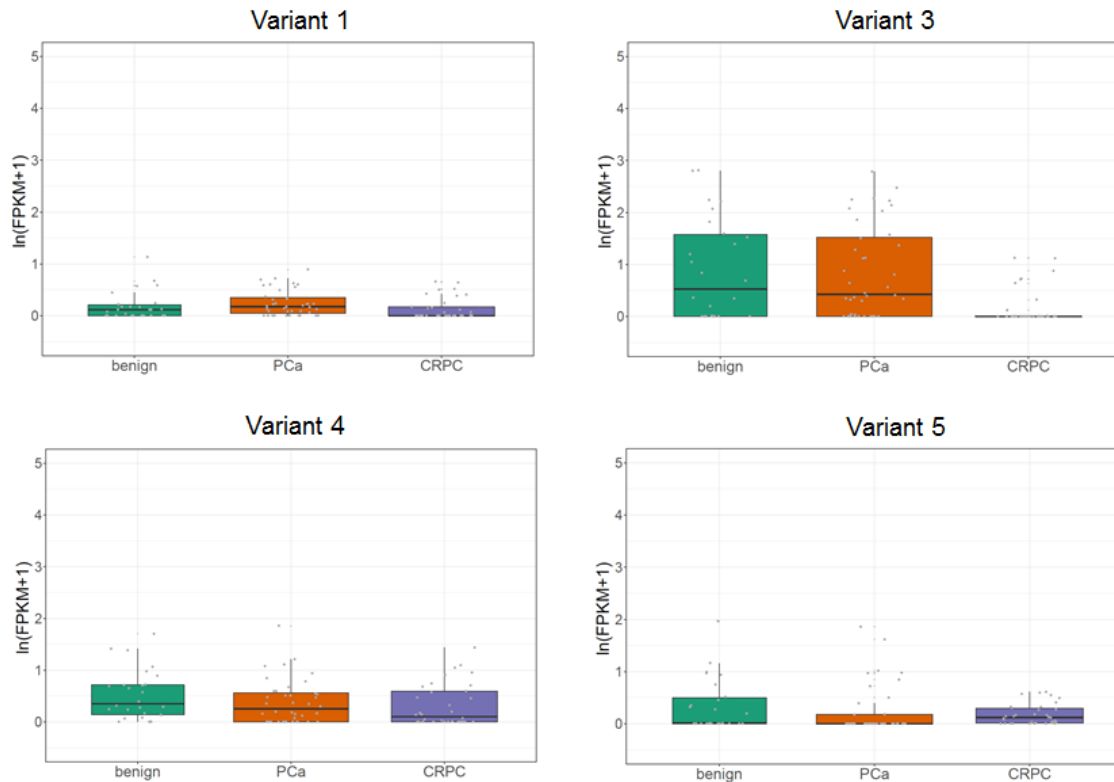 Variant 1
ln(FPKM+1)
5
4
3
2
1
0
benign PCa CRPC
Variant 3
ln(FPKM+1)
5
4
3
2
1
0
benign PCa CRPC
Variant 4
ln(FPKM+1)
5
4
3
2
1
0
benign PCa CRPC
Variant 5
ln(FPKM+1)
5
4
3
2
1
0
benign PCa CRPC